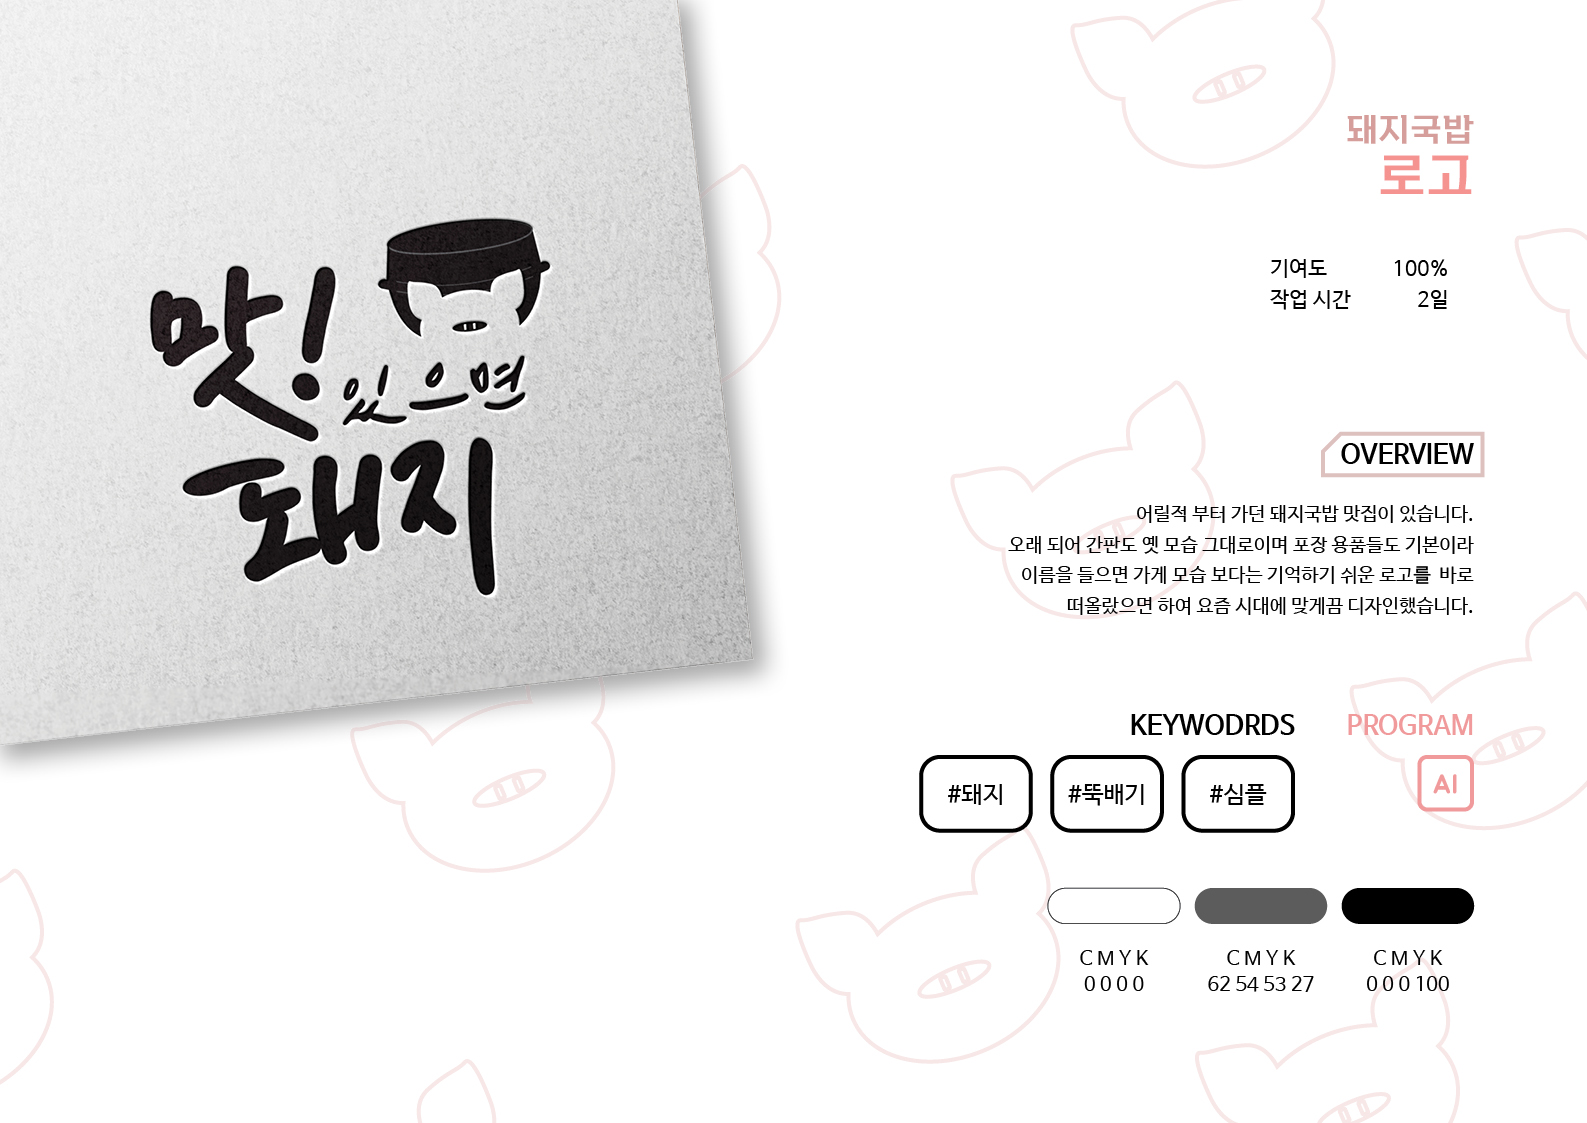 맛!
있으면
돼지
돼지국밥
로고
기여도 100%
작업 시간 2일
OVERVIEW
어릴적 부터 가던 돼지국밥 맛집이 있습니다.
오래 되어 간판도 옛 모습 그대로이며 포장 용품들도 기본이라
이름을 들으면 가게 모습 보다는 기억하기 쉬운 로고를 바로
떠올랐으면 하여 요즘 시대에 맞게끔 디자인했습니다.
KEYWODRDS PROGRAM
#돼지 #뚝배기 #심플 AI
C M Y K C M Y K C M Y K
0 0 0 0 62 54 53 27 0 0 0 100